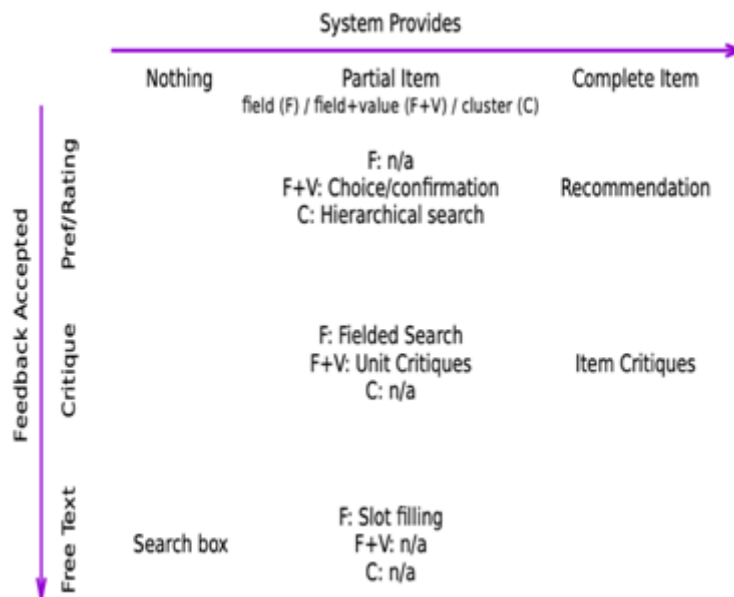 System Provides
Nothing
Partial Item
Complete Item
field (F) / field+value (F+V) / cluster (C)
Feedback Accepted
Pref/Rating
F: n/a
F+V: Choice/confirmation
C: Hierarchical search
Recommendation
Critique
F: Fielded Search
F+V: Unit Critiques
C: n/a
Item Critiques
Free Text
Search box
F: Slot filling
F+V: n/a
C: n/a